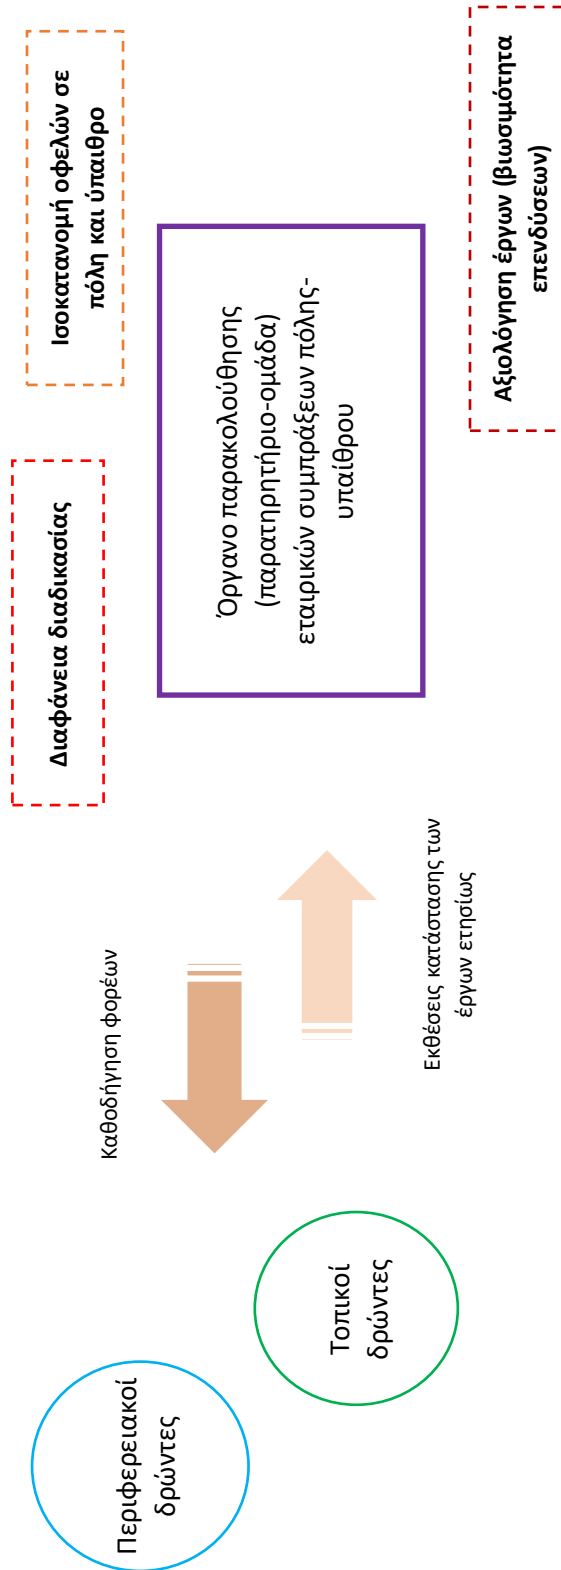 Περιφερειακοί
δρώντες
Τοπικοί
δρώντες
Καθοδήγηση φορέων
Εκθέσεις κατάστασης των
έργων ετησίως
Διαφάνεια διαδικασίας
Ισοκατανομή οφελών σε
πόλη και ύπαιθρο
Όργανο παρακολούθησης
(παρατηρητήριο-ομάδα)
εταιρικών συμπράξεων πόλης-
υπαίθρου
Αξιολόγηση έργων (βιωσιμότητα
επενδύσεων)